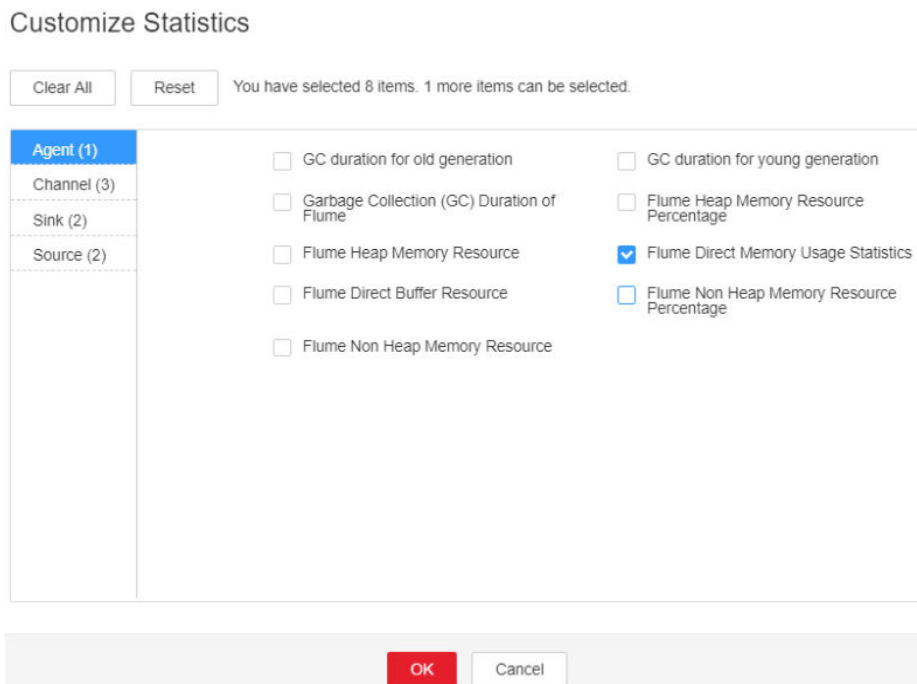 Customize Statistics
Clear All
Reset
You have selected 8 items. 1 more items can be selected.
Agent (1)
Channel (3)
Sink (2)
Source (2)
GC duration for old generation
GC duration for young generation
Garbage Collection (GC) Duration of
Flume
Flume Heap Memory Resource
Percentage
Flume Heap Memory Resource
Flume Direct Memory Usage Statistics
Flume Direct Buffer Resource
Flume Non Heap Memory Resource
Percentage
Flume Non Heap Memory Resource
OK
Cancel